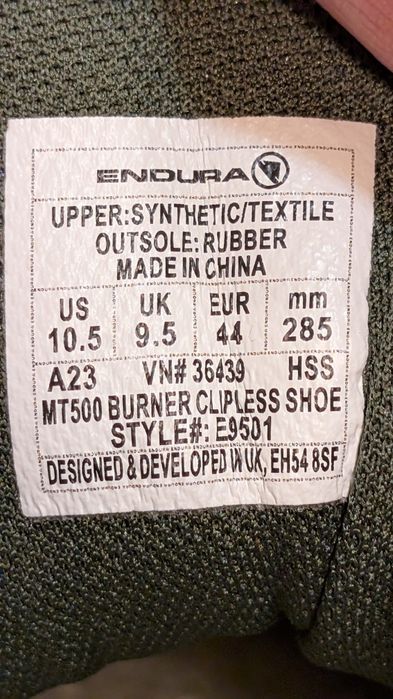 ENDURA
UPPER:SYNTHETIC/TEXTILE
OUTSOLE: RUBBER
MADE IN CHINA
US UK EUR mm
10.5 9.5 44 285
A23 VN# 36439 HSS
MT500 BURNER CLIPLESS SHOE
STYLE#: E9501
DESIGNED & DEVELOPED IN UK, EH54 8SF